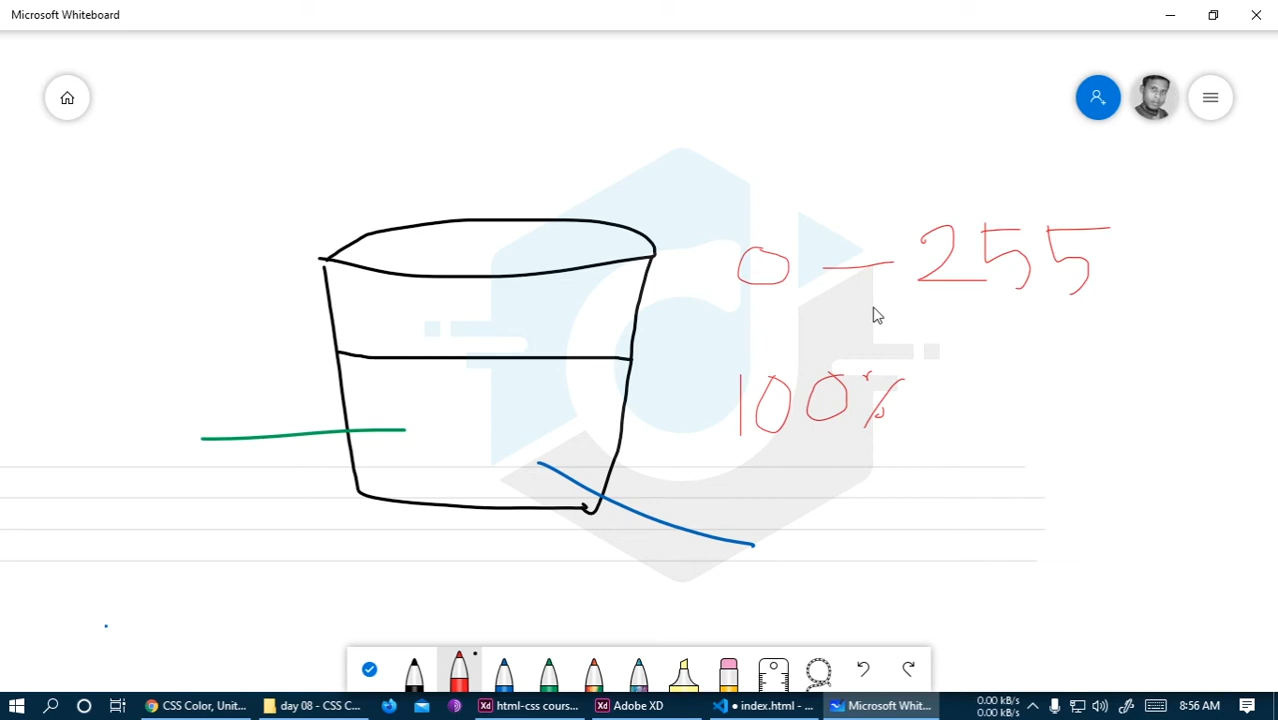 Microsoft Whiteboard
0 — 255
100%
CSS Color, Unit...
day 08 - CSS C...
html-css cours...
Adobe XD
• index.html - ...
Microsoft Whit...
0.00 kB/s
0.00 kB/s
8:56 AM